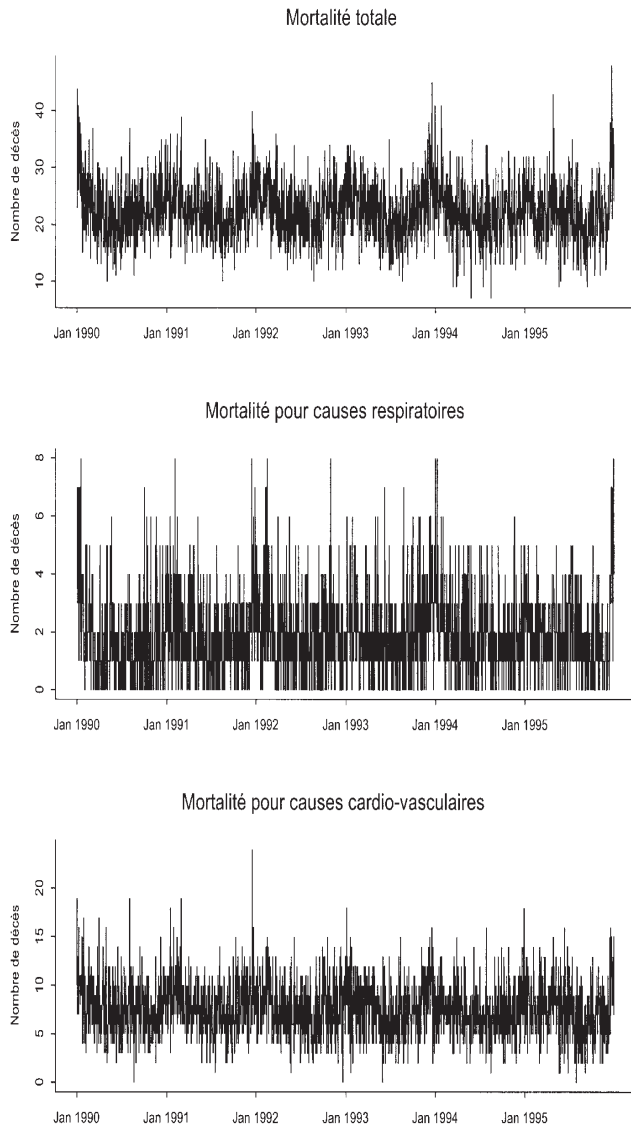 Mortalité totale
Nombre de décès
40
30
20
10
Jan 1990 Jan 1991 Jan 1992 Jan 1993 Jan 1994 Jan 1995
Mortalité pour causes respiratoires
Nombre de décès
8
6
4
2
0
Jan 1990 Jan 1991 Jan 1992 Jan 1993 Jan 1994 Jan 1995
Mortalité pour causes cardio-vasculaires
Nombre de décès
20
15
10
5
0
Jan 1990 Jan 1991 Jan 1992 Jan 1993 Jan 1994 Jan 1995